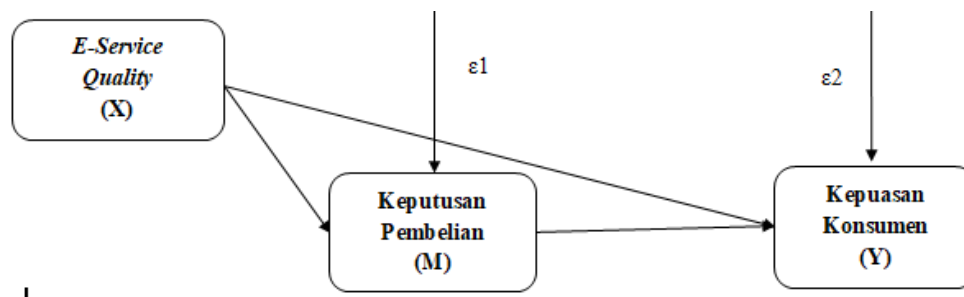 E-Service
Quality
(X)
ε1
ε2
Keputusan
Pembelian
(M)
Kepuasan
Konsumen
(Y)